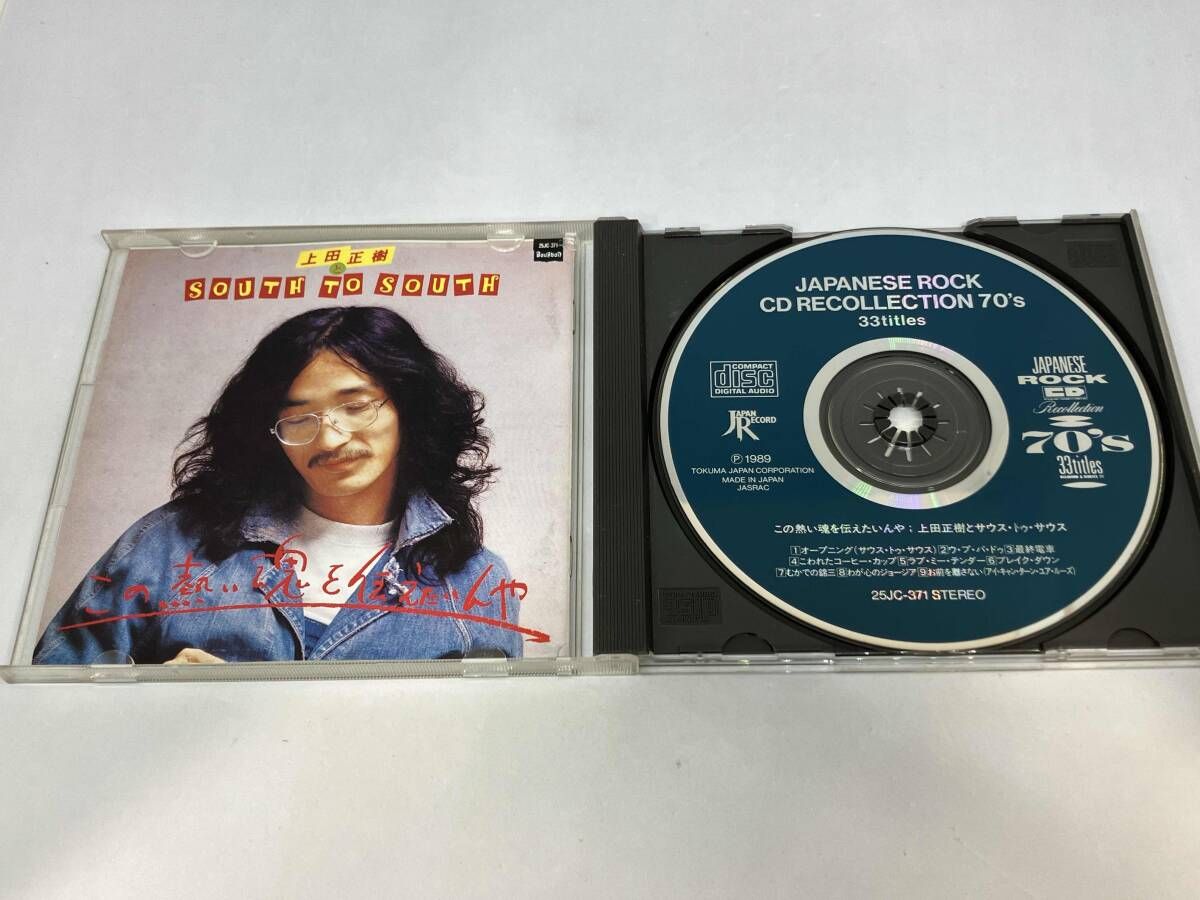 上田正樹
と
SOUTH TO SOUTH
25JC-371
Bourbon
この熱い魂を伝えたいんや
JAPANESE ROCK
CD RECOLLECTION 70's
33titles
COMPACT
disc
DIGITAL AUDIO
JAPAN
RECORD
Ⓟ 1989
TOKUMA JAPAN CORPORATION
MADE IN JAPAN
JASRAC
JAPANESE
ROCK
CD
Recollection
70's
33titles
この熱い魂を伝えたいんや：上田正樹とサウス・トゥ・サウス
1オープニング(サウス・トゥ・サウス) 2ウ・プ・パ・ドゥ 3最終電車
4こわれたコーヒー・カップ 5ラブ・ミー・テンダー 6ブレイク・ダウン
7むかでの錦三 8わが心のジョージア 9お前を離さない(アイ・キャン・ターン・ユア・ルーズ)
25JC-371 STEREO